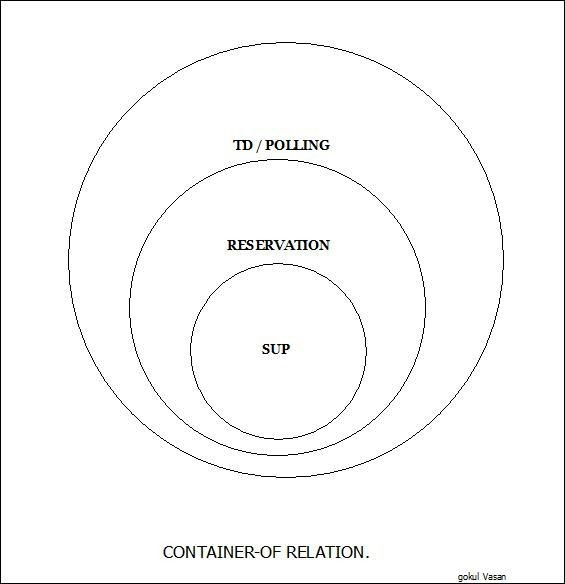 TD / POLLING
RESERVATION
SUP
CONTAINER-OF RELATION.
gokul Vasan